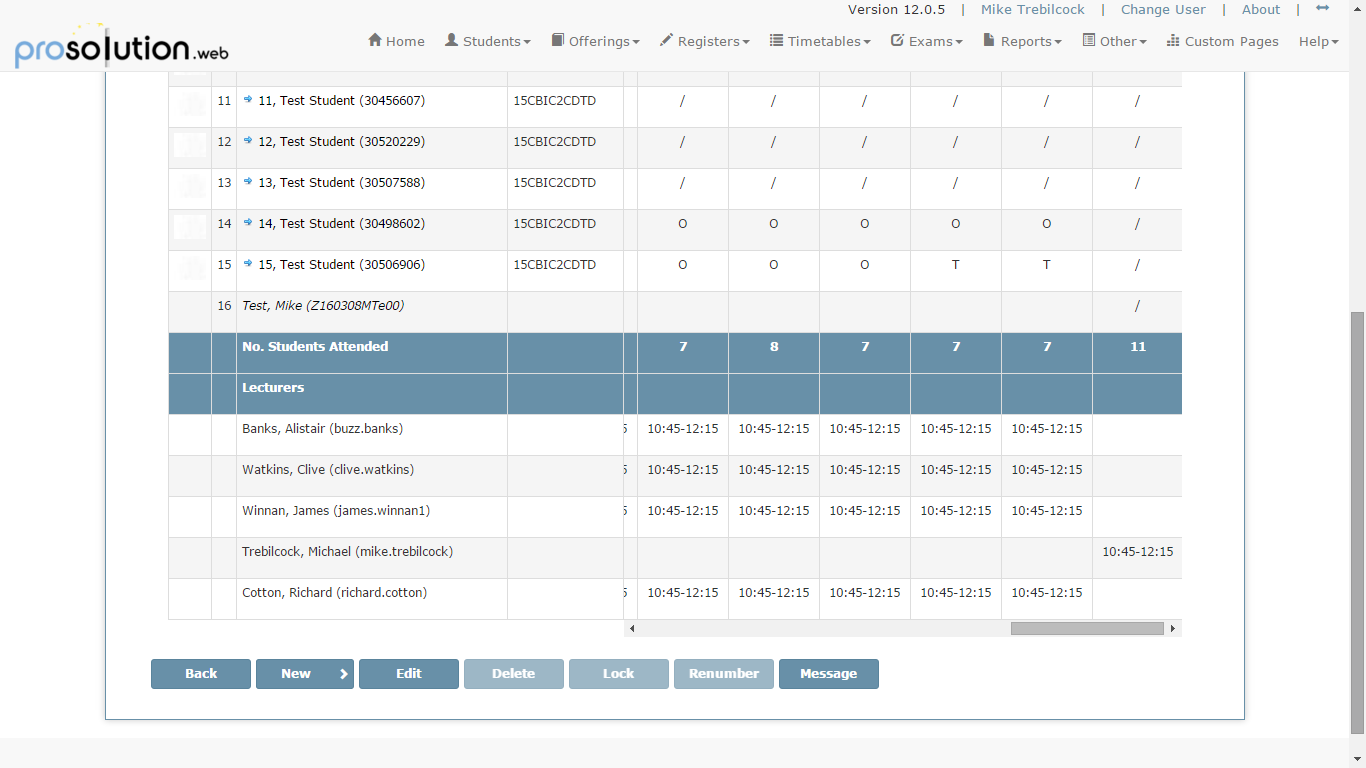 Version 12.0.5 | Mike Trebilcock | Change User | About |
prosolution.web Home Students Offerings Registers Timetables Exams Reports Other Custom Pages Help
11 11, Test Student (30456607) 15CBIC2CDTD / / / / / /
12 12, Test Student (30520229) 15CBIC2CDTD / / / / / /
13 13, Test Student (30507588) 15CBIC2CDTD / / / / / /
14 14, Test Student (30498602) 15CBIC2CDTD O O O O O /
15 15, Test Student (30506906) 15CBIC2CDTD O O O T T /
16 Test, Mike (Z160308MTe00) /
No. Students Attended 7 8 7 7 7 11
Lecturers
Banks, Alistair (buzz.banks) 5 10:45-12:15 10:45-12:15 10:45-12:15 10:45-12:15 10:45-12:15
Watkins, Clive (clive.watkins) 5 10:45-12:15 10:45-12:15 10:45-12:15 10:45-12:15 10:45-12:15
Winnan, James (james.winnan1) 5 10:45-12:15 10:45-12:15 10:45-12:15 10:45-12:15 10:45-12:15
Trebilcock, Michael (mike.trebilcock) 10:45-12:15
Cotton, Richard (richard.cotton) 5 10:45-12:15 10:45-12:15 10:45-12:15 10:45-12:15 10:45-12:15
Back New Edit Delete Lock Renumber Message